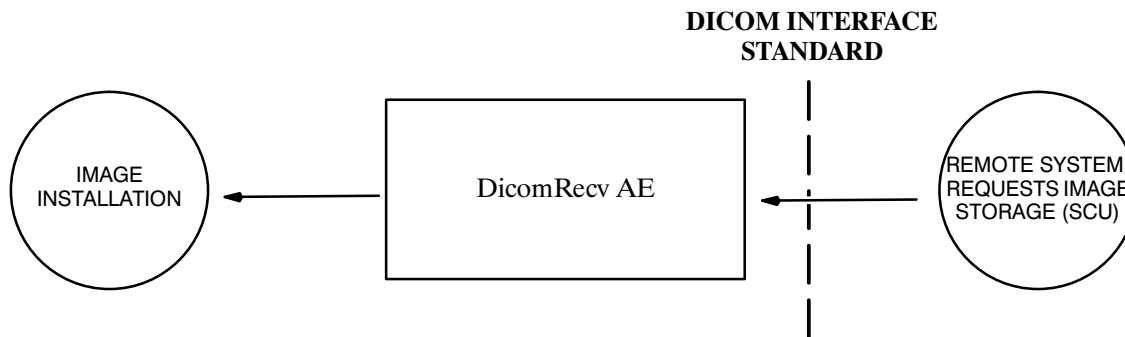 DICOM INTERFACE
STANDARD
IMAGE
INSTALLATION
DicomRecv AE
REMOTE SYSTEM
REQUESTS IMAGE
STORAGE (SCU)